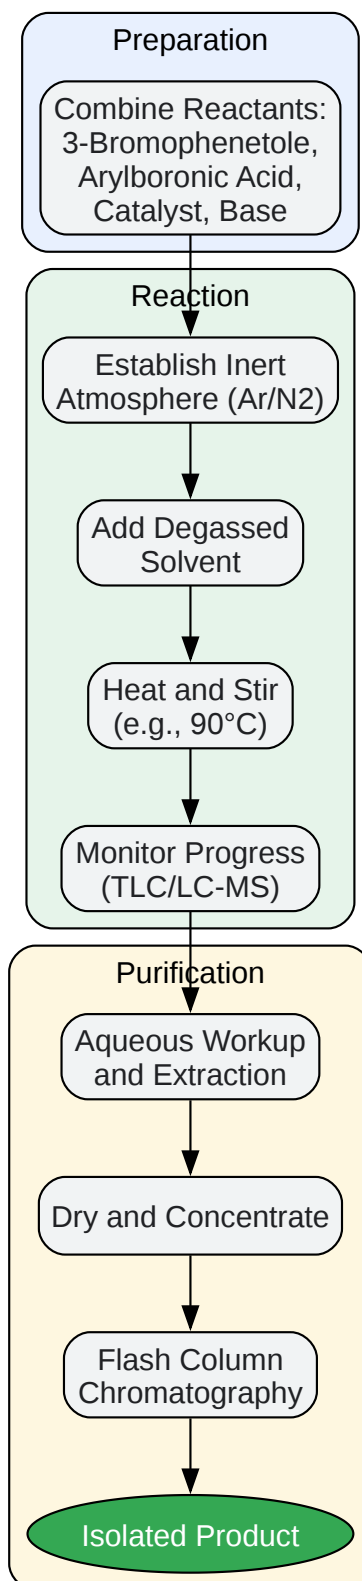 Preparation
Combine Reactants:
3-Bromophenetole,
Arylboronic Acid,
Catalyst, Base
Reaction
Establish Inert
Atmosphere (Ar/N2)
Add Degassed
Solvent
Heat and Stir
(e.g., 90°C)
Monitor Progress
(TLC/LC-MS)
Purification
Aqueous Workup
and Extraction
Dry and Concentrate
Flash Column
Chromatography
Isolated Product